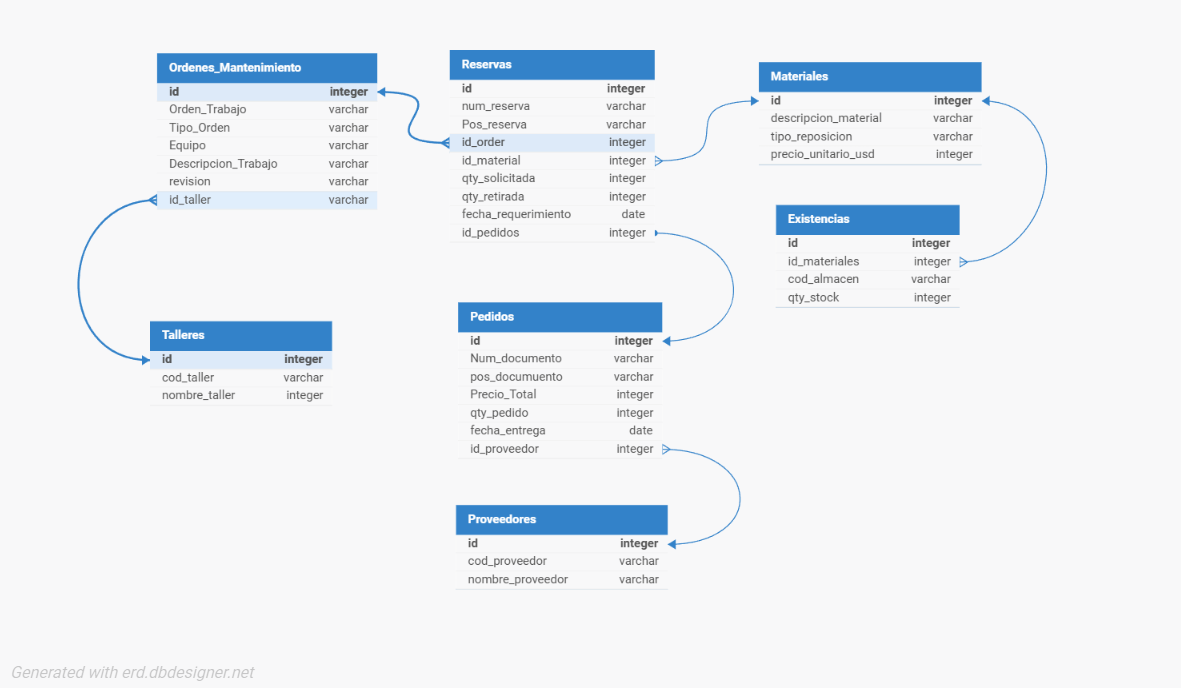 Ordenes_Mantenimiento
id integer
Orden_Trabajo varchar
Tipo_Orden varchar
Equipo varchar
Descripcion_Trabajo varchar
revision varchar
id_taller varchar
Reservas
id integer
num_reserva varchar
Pos_reserva varchar
id_order integer
id_material integer
qty_solicitada integer
qty_retirada integer
fecha_requerimiento date
id_pedidos integer
Materiales
id integer
descripcion_material varchar
tipo_reposicion varchar
precio_unitario_usd integer
Existencias
id integer
id_materiales integer
cod_almacen varchar
qty_stock integer
Talleres
id integer
cod_taller varchar
nombre_taller integer
Pedidos
id integer
Num_documento varchar
pos_documuento varchar
Precio_Total integer
qty_pedido integer
fecha_entrega date
id_proveedor integer
Proveedores
id integer
cod_proveedor varchar
nombre_proveedor varchar
Generated with erd.dbdesigner.net